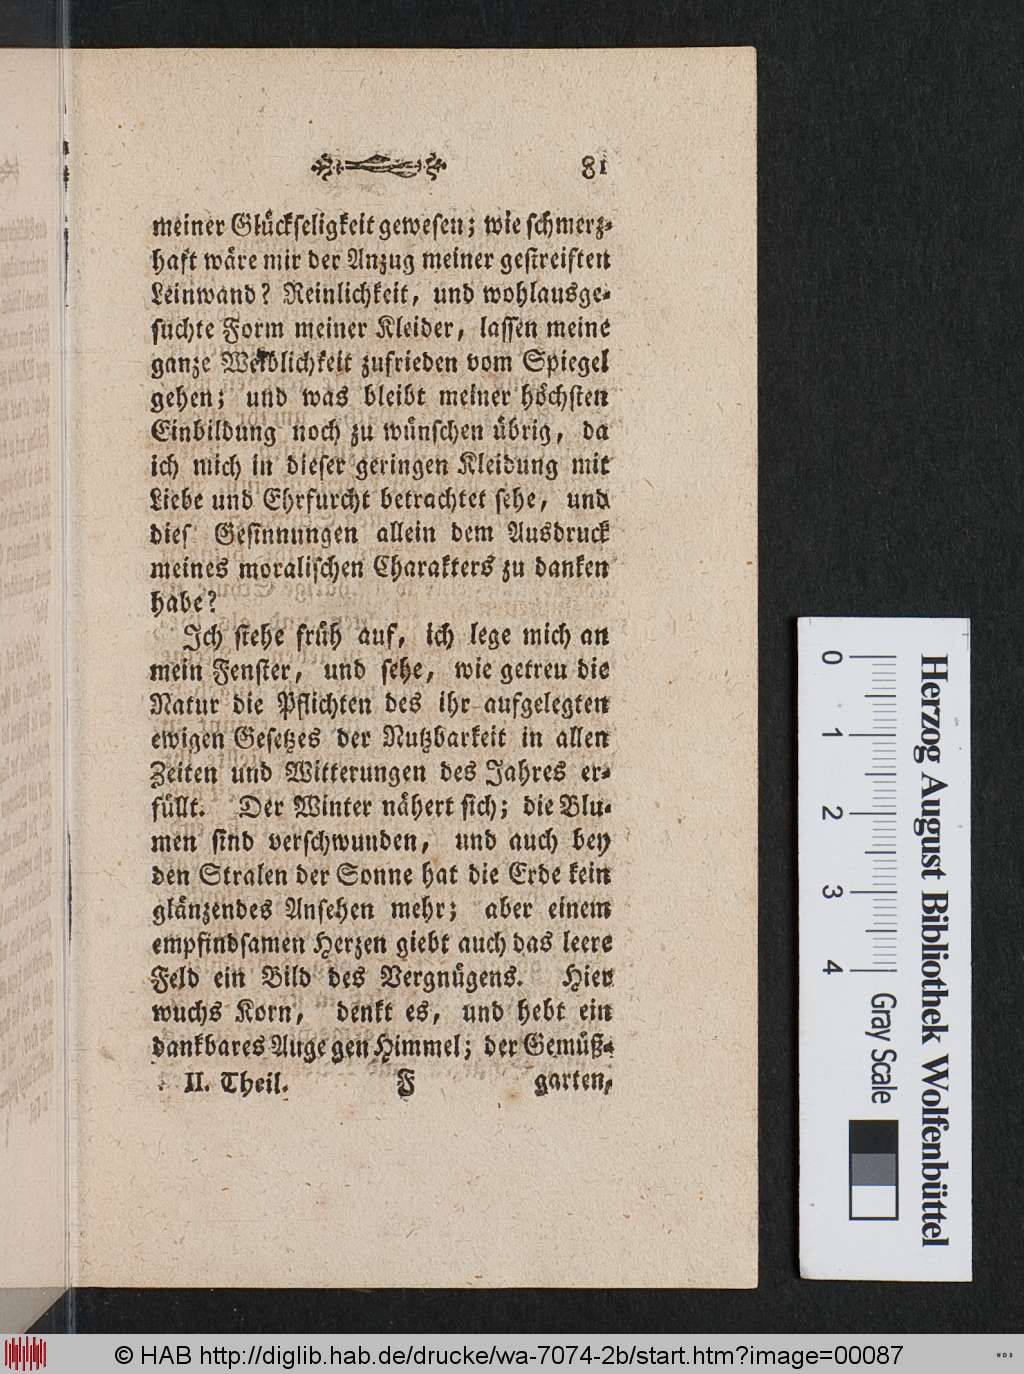 81
meiner Glückseligkeit gewesen; wie schmerz-
haft wäre mir der Anzug meiner gestreiften
Leinwand? Reinlichkeit, und wohlausge-
suchte Form meiner Kleider, lassen meine
ganze Weiblichkeit zufrieden vom Spiegel
gehen; und was bleibt meiner höchsten
Einbildung noch zu wünschen übrig, da
ich mich in dieser geringen Kleidung mit
Liebe und Ehrfurcht betrachtet sehe, und
dies Gesinnungen allein dem Ausdruck
meines moralischen Charakters zu danken
habe?
Ich stehe früh auf, ich lege mich an
mein Fenster, und sehe, wie getreu die
Natur die Pflichten des ihr aufgelegten
ewigen Gesetzes der Nutzbarkeit in allen
Zeiten und Witterungen des Jahres er-
füllt. Der Winter nähert sich; die Blu-
men sind verschwunden, und auch bey
den Stralen der Sonne hat die Erde kein
glänzendes Ansehen mehr; aber einem
empfindsamen Herzen giebt auch das leere
Feld ein Bild des Vergnügens. Hier
wuchs Korn, denkt es, und hebt ein
dankbares Auge gen Himmel; der Gemüß-
II. Theil. F garten,
0 1 2 3 4
Gray Scale
Herzog August Bibliothek Wolfenbüttel
© HAB http://diglib.hab.de/drucke/wa-7074-2b/start.htm?image=00087
WDB